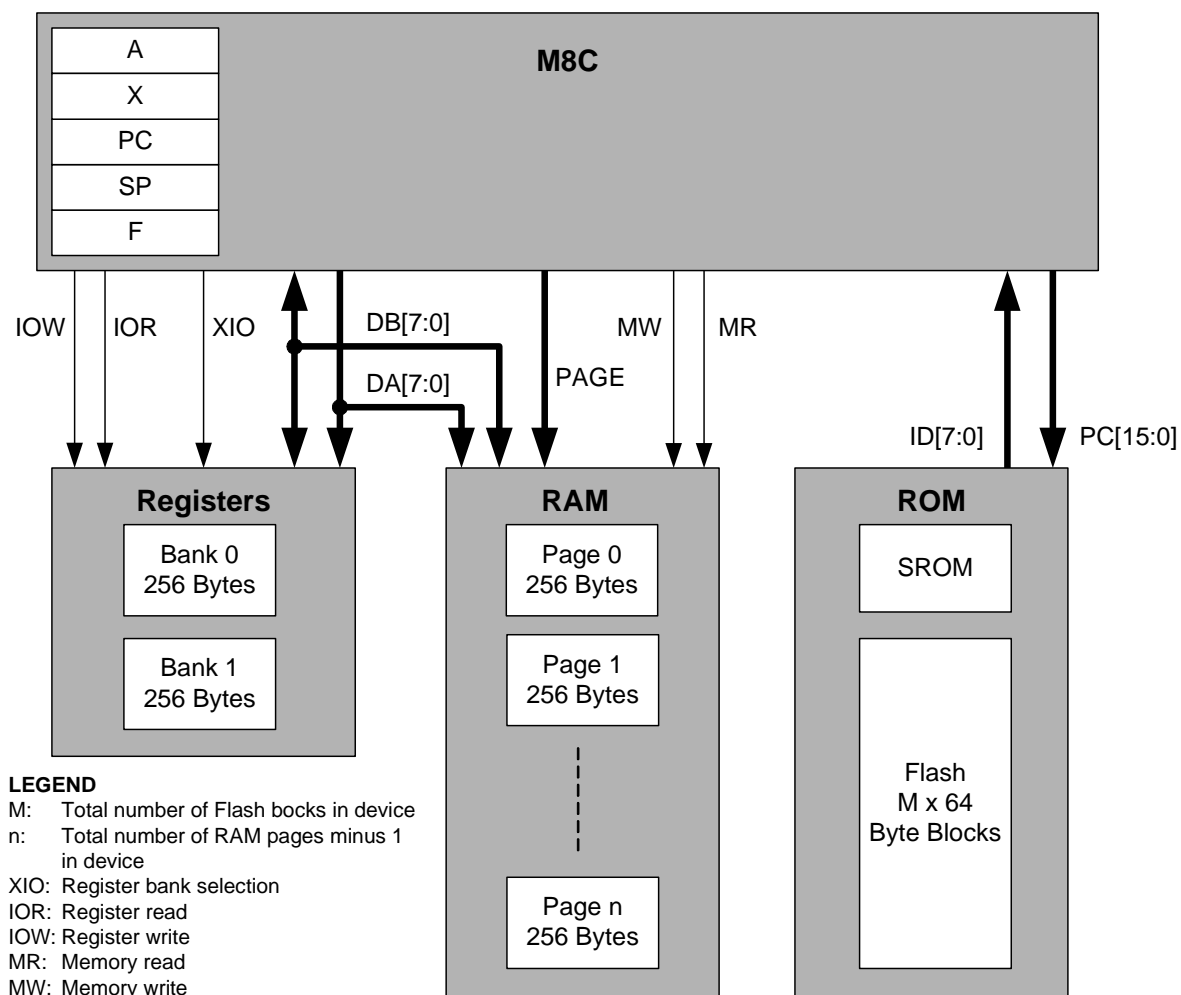 M8C
A
X
PC
SP
F
IOW
IOR
XIO
DB[7:0]
DA[7:0]
PAGE
MW
MR
ID[7:0]
PC[15:0]
Registers
Bank 0
256 Bytes
Bank 1
256 Bytes
RAM
Page 0
256 Bytes
Page 1
256 Bytes
Page n
256 Bytes
ROM
SROM
Flash
M x 64
Byte Blocks
LEGEND
M: Total number of Flash bocks in device
n: Total number of RAM pages minus 1
in device
XIO: Register bank selection
IOR: Register read
IOW: Register write
MR: Memory read
MW: Memory write